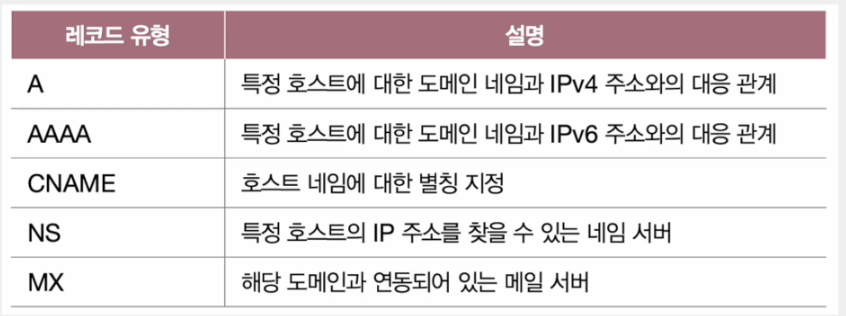 레코드 유형 설명
A 특정 호스트에 대한 도메인 네임과 IPv4 주소와의 대응 관계
AAAA 특정 호스트에 대한 도메인 네임과 IPv6 주소와의 대응 관계
CNAME 호스트 네임에 대한 별칭 지정
NS 특정 호스트의 IP 주소를 찾을 수 있는 네임 서버
MX 해당 도메인과 연동되어 있는 메일 서버